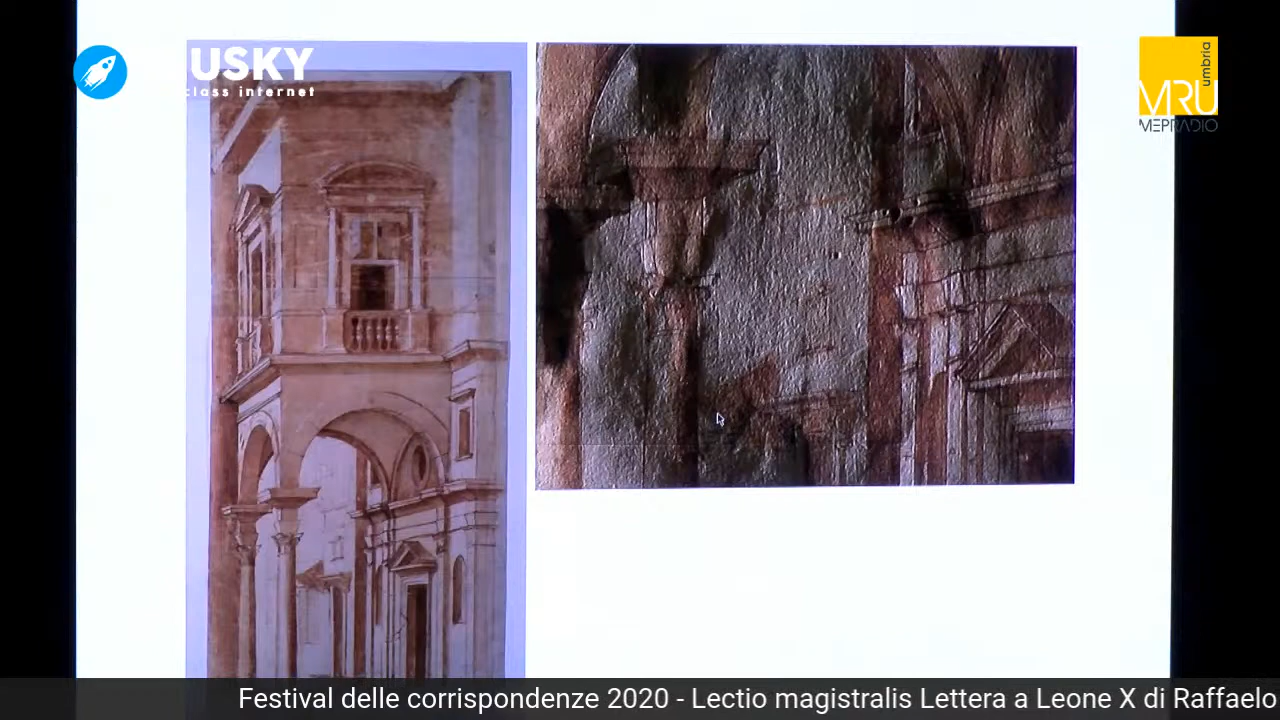 USKY
class internet
umbria
MRU
MEPRADIO
Festival delle corrispondenze 2020 - Lectio magistralis Lettera a Leone X di Raffaelo